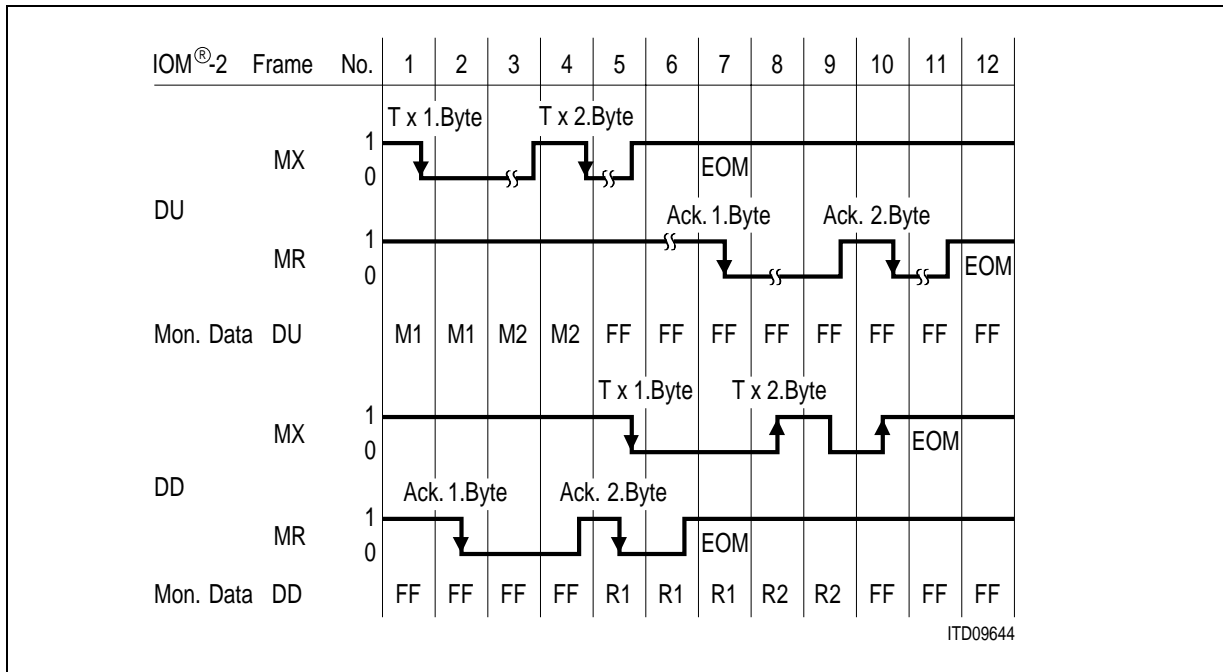 IOM®-2 Frame No. 1 2 3 4 5 6 7 8 9 10 11 12
T x 1.Byte T x 2.Byte
1
MX
0
EOM
DU
Ack. 1.Byte Ack. 2.Byte
1
MR
0
EOM
Mon. Data DU M1 M1 M2 M2 FF FF FF FF FF FF FF FF
T x 1.Byte T x 2.Byte
1
MX
0
EOM
DD
Ack. 1.Byte Ack. 2.Byte
1
MR
0
EOM
Mon. Data DD FF FF FF FF R1 R1 R1 R2 R2 FF FF FF
ITD09644